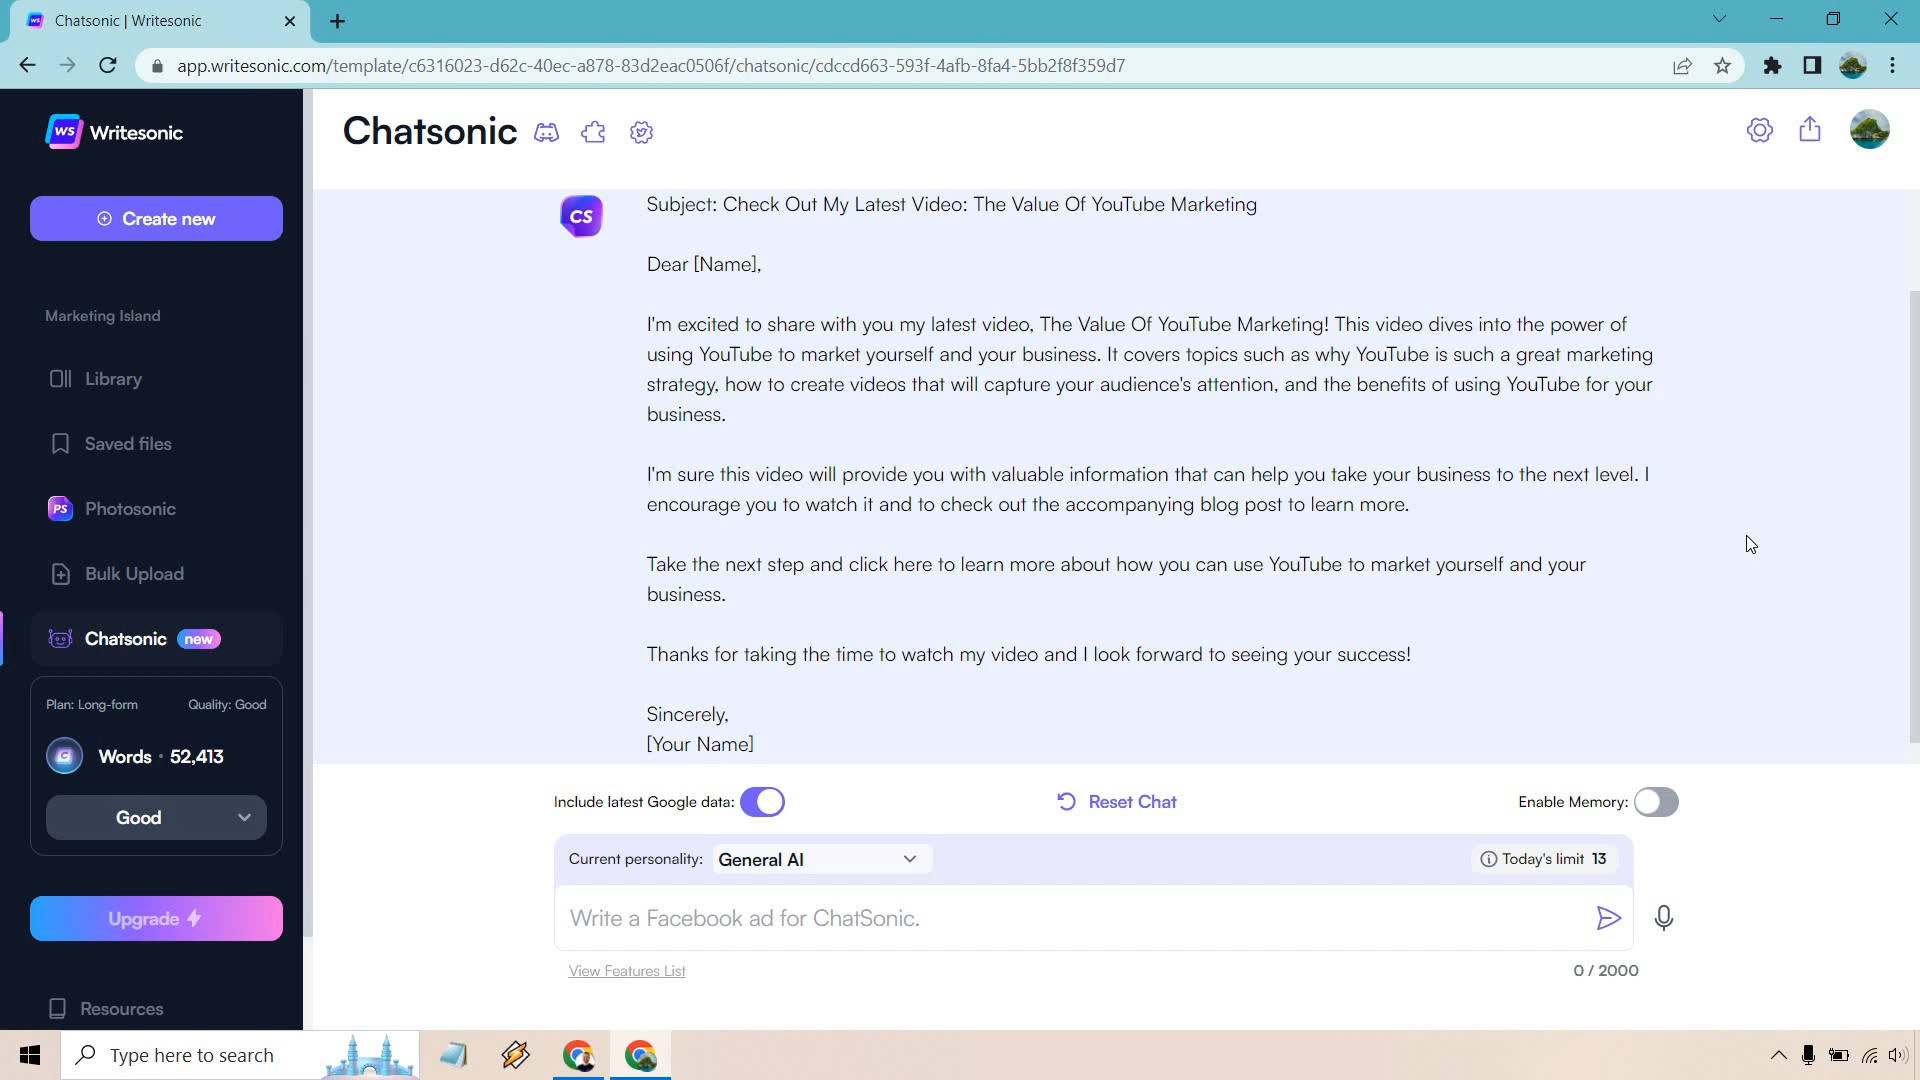 Chatsonic | Writesonic
app.writesonic.com/template/c6316023-d62c-40ec-a878-83d2eac0506f/chatsonic/cdccd663-593f-4afb-8fa4-5bb2f8f359d7
WS Writesonic
Create new
Marketing Island
Library
Saved files
PS Photosonic
Bulk Upload
Chatsonic new
Plan: Long-form Quality: Good
Words · 52,413
Good
Upgrade
Resources
Chatsonic
CS
Subject: Check Out My Latest Video: The Value Of YouTube Marketing
Dear [Name],
I'm excited to share with you my latest video, The Value Of YouTube Marketing! This video dives into the power of
using YouTube to market yourself and your business. It covers topics such as why YouTube is such a great marketing
strategy, how to create videos that will capture your audience's attention, and the benefits of using YouTube for your
business.
I'm sure this video will provide you with valuable information that can help you take your business to the next level. I
encourage you to watch it and to check out the accompanying blog post to learn more.
Take the next step and click here to learn more about how you can use YouTube to market yourself and your
business.
Thanks for taking the time to watch my video and I look forward to seeing your success!
Sincerely,
[Your Name]
Include latest Google data: Reset Chat Enable Memory:
Current personality: General AI Today's limit 13
Write a Facebook ad for ChatSonic.
View Features List 0 / 2000
Type here to search